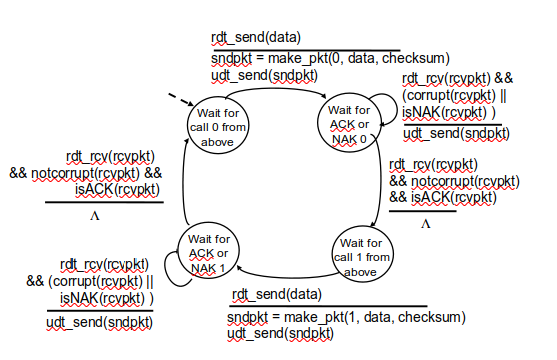 rdt_send(data)
sndpkt = make_pkt(0, data, checksum)
udt_send(sndpkt)
Wait for
call 0 from
above
Wait for
ACK or
NAK 0
rdt_rcv(rcvpkt) &&
(corrupt(rcvpkt) ||
isNAK(rcvpkt) )
udt_send(sndpkt)
rdt_rcv(rcvpkt)
&& notcorrupt(rcvpkt) &&
isACK(rcvpkt)
Λ
rdt_rcv(rcvpkt)
&& notcorrupt(rcvpkt)
&& isACK(rcvpkt)
Λ
Wait for
ACK or
NAK 1
Wait for
call 1 from
above
rdt_rcv(rcvpkt)
&& (corrupt(rcvpkt) ||
isNAK(rcvpkt) )
udt_send(sndpkt)
rdt_send(data)
sndpkt = make_pkt(1, data, checksum)
udt_send(sndpkt)